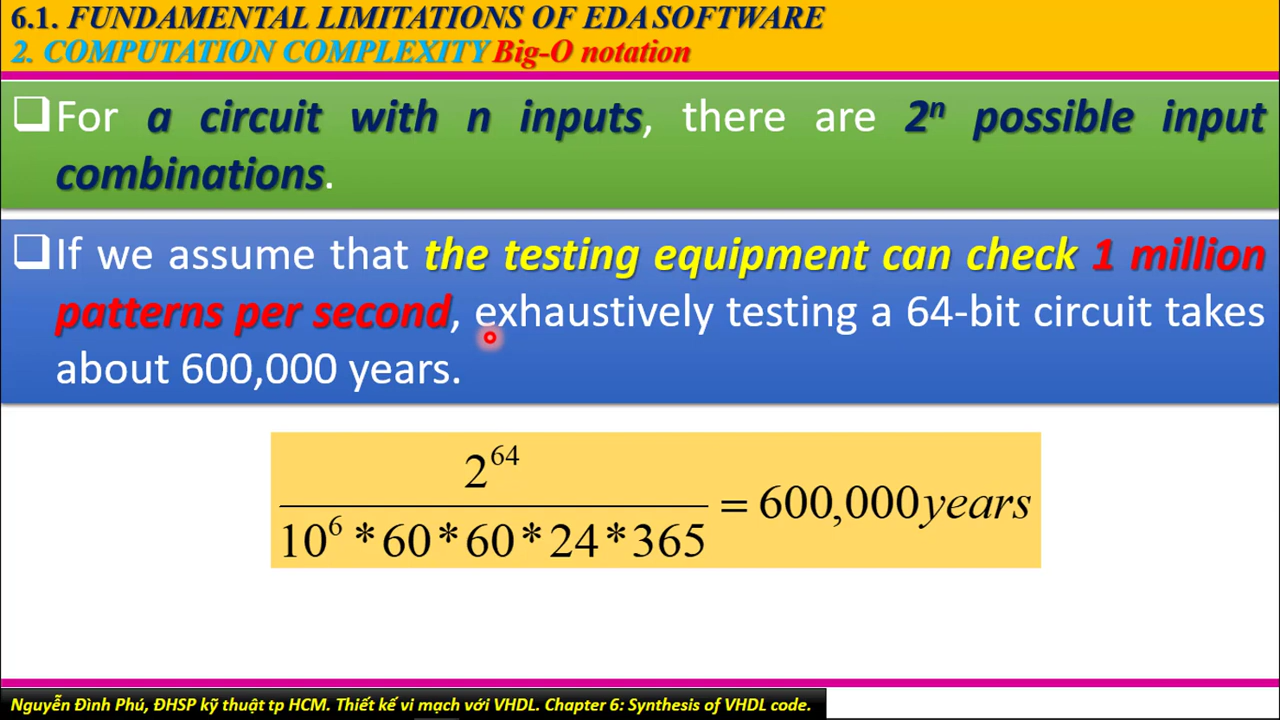 6.1. FUNDAMENTAL LIMITATIONS OF EDA SOFTWARE
2. COMPUTATION COMPLEXITY Big-O notation
❑For a circuit with n inputs, there are 2ⁿ possible input
combinations.
❑If we assume that the testing equipment can check 1 million
patterns per second, exhaustively testing a 64-bit circuit takes
about 600,000 years.
2⁶⁴
10⁶ * 60 * 60 * 24 * 365 = 600,000 years
Nguyễn Đình Phú, ĐHSP kỹ thuật tp HCM. Thiết kế vi mạch với VHDL. Chapter 6: Synthesis of VHDL code.